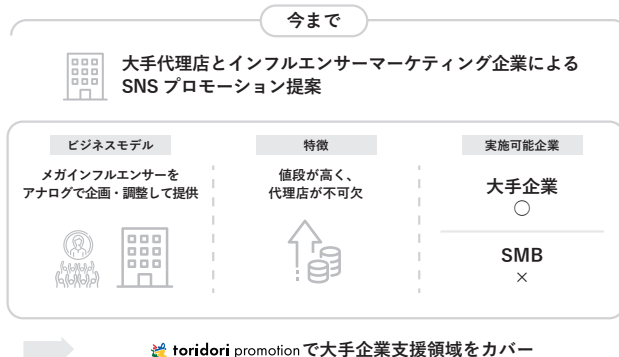 今まで
大手代理店とインフルエンサーマーケティング企業による
SNS プロモーション提案
ビジネスモデル
メガインフルエンサーを
アナログで企画・調整して提供
特徴
値段が高く、
代理店が不可欠
実施可能企業
大手企業
○
SMB
×
toridori promotion で大手企業支援領域をカバー